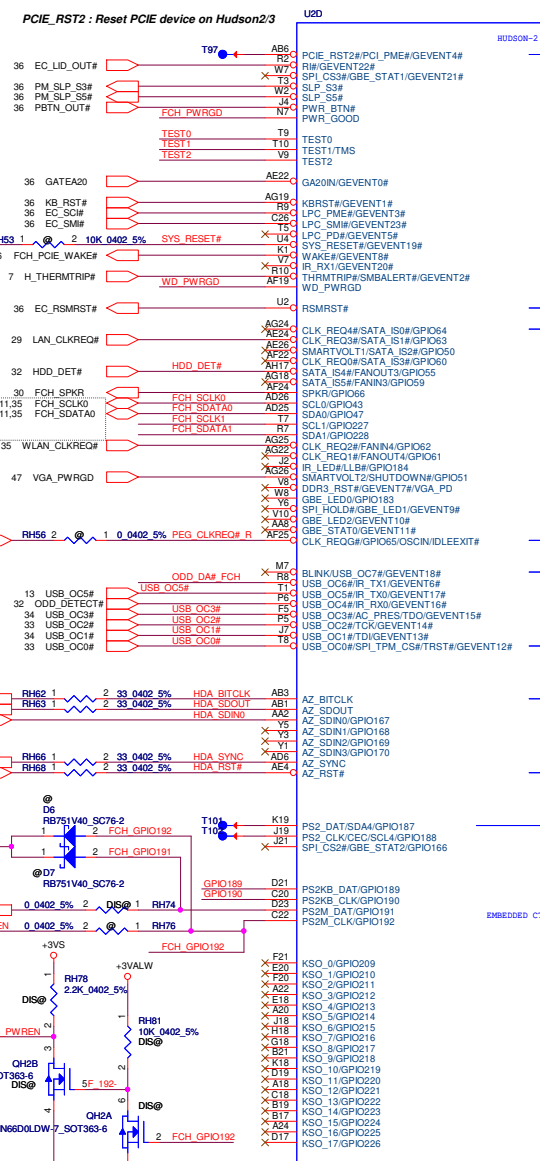 PCIE_RST2 : Reset PCIE device on Hudson2/3
U2D
HUDSON-2
T97 AB6 PCIE_RST2#/PCI_PME#/GEVENT4#
36 EC_LID_OUT# R2 RI#/GEVENT22#
W7 SPI_CS3#/GBE_STAT1/GEVENT21#
36 PM_SLP_S3# T3 SLP_S3#
36 PM_SLP_S5# W2 SLP_S5#
36 PBTN_OUT# J4 PWR_BTN#
FCH_PWRGD N7 PWR_GOOD
TEST0 T9 TEST0
TEST1 T10 TEST1/TMS
TEST2 V9 TEST2
36 GATEA20 AE22 GA20IN/GEVENT0#
36 KB_RST# AG19 KBRST#/GEVENT1#
36 EC_SCI# R9 LPC_PME#/GEVENT3#
36 EC_SMI# C26 LPC_SMI#/GEVENT23#
T5 LPC_PD#/GEVENT5#
H53 1 @ 2 10K_0402_5% SYS_RESET# U4 SYS_RESET#/GEVENT19#
FCH_PCIE_WAKE# K1 WAKE#/GEVENT8#
V7 IR_RX1/GEVENT20#
7 H_THERMTRIP# R10 THRMTRIP#/SMBALERT#/GEVENT2#
WD_PWRGD AF19 WD_PWRGD
36 EC_RSMRST# U2 RSMRST#
AG24 CLK_REQ4#/SATA_IS0#/GPIO64
29 LAN_CLKREQ# AE24 CLK_REQ3#/SATA_IS1#/GPIO63
AE26 SMARTVOLT1/SATA_IS2#/GPIO50
AF22 CLK_REQ0#/SATA_IS3#/GPIO60
32 HDD_DET# HDD_DET# AH17 SATA_IS4#/FANOUT3/GPIO55
AG18 SATA_IS5#/FANIN3/GPIO59
30 FCH_SPKR AF24 SPKR/GPIO66
11,35 FCH_SCLK0 FCH_SCLK0 AD26 SCL0/GPIO43
11,35 FCH_SDATA0 FCH_SDATA0 AD25 SDA0/GPIO47
FCH_SCLK1 T7 SCL1/GPIO227
FCH_SDATA1 R7 SDA1/GPIO228
35 WLAN_CLKREQ# AG25 CLK_REQ2#/FANIN4/GPIO62
AG22 CLK_REQ1#/FANOUT4/GPIO61
J2 IR_LED#/LLB#/GPIO184
47 VGA_PWRGD AG26 SMARTVOLT2/SHUTDOWN#/GPIO51
V8 DDR3_RST#/GEVENT7#/VGA_PD
W8 GBE_LED0/GPIO183
Y6 SPI_HOLD#/GBE_LED1/GEVENT9#
V10 GBE_LED2/GEVENT10#
AA8 GBE_STAT0/GEVENT11#
RH56 2 @ 1 0_0402_5% PEG_CLKREQ#_R AF25 CLK_REQG#/GPIO65/OSCIN/IDLEEXIT#
M7 BLINK/USB_OC7#/GEVENT18#
ODD_DA#_FCH R8 USB_OC6#/IR_TX1/GEVENT6#
13 USB_OC5# USB_OC5# T1 USB_OC5#/IR_TX0/GEVENT17#
32 ODD_DETECT# P6 USB_OC4#/IR_RX0/GEVENT16#
34 USB_OC3# USB_OC3# F5 USB_OC3#/AC_PRES/TDO/GEVENT15#
33 USB_OC2# USB_OC2# P5 USB_OC2#/TCK/GEVENT14#
34 USB_OC1# USB_OC1# J7 USB_OC1#/TDI/GEVENT13#
33 USB_OC0# USB_OC0# T8 USB_OC0#/SPI_TPM_CS#/TRST#/GEVENT12#
RH62 1 2 33_0402_5% HDA_BITCLK AB3 AZ_BITCLK
RH63 1 2 33_0402_5% HDA_SDOUT AB1 AZ_SDOUT
HDA_SDIN0 AA2 AZ_SDIN0/GPIO167
Y5 AZ_SDIN1/GPIO168
Y3 AZ_SDIN2/GPIO169
Y1 AZ_SDIN3/GPIO170
RH66 1 2 33_0402_5% HDA_SYNC AD6 AZ_SYNC
RH68 1 2 33_0402_5% HDA_RST# AE4 AZ_RST#
@
D6
RB751V40_SC76-2
T101 K19 PS2_DAT/SDA4/GPIO187
1 2 FCH_GPIO192 T102 J19 PS2_CLK/CEC/SCL4/GPIO188
J21 SPI_CS2#/GBE_STAT2/GPIO166
1 2 FCH_GPIO191
@D7
RB751V40_SC76-2
GPIO189 D21 PS2KB_DAT/GPIO189
GPIO190 C20 PS2KB_CLK/GPIO190
0_0402_5% 2 DIS@ 1 RH74 D23 PS2M_DAT/GPIO191
EN 0_0402_5% 2 @ 1 RH76 C22 PS2M_CLK/GPIO192
EMBEDDED CT
FCH_GPIO192
+3VS
+3VALW
F21 KSO_0/GPIO209
E20 KSO_1/GPIO210
F20 KSO_2/GPIO211
A22 KSO_3/GPIO212
E18 KSO_4/GPIO213
A20 KSO_5/GPIO214
J18 KSO_6/GPIO215
H18 KSO_7/GPIO216
G18 KSO_8/GPIO217
B21 KSO_9/GPIO218
K18 KSO_10/GPIO219
D19 KSO_11/GPIO220
A18 KSO_12/GPIO221
C18 KSO_13/GPIO222
B19 KSO_14/GPIO223
B17 KSO_15/GPIO224
A24 KSO_16/GPIO225
D17 KSO_17/GPIO226
1
RH78
2.2K_0402_5%
DIS@
2
1
RH81
10K_0402_5%
DIS@
2
PWREN
3
QH2B
OT363-6
DIS@
5 F_192-
4
6
QH2A
DIS@
N66D0LDW-7_SOT363-6
2 FCH_GPIO192
1